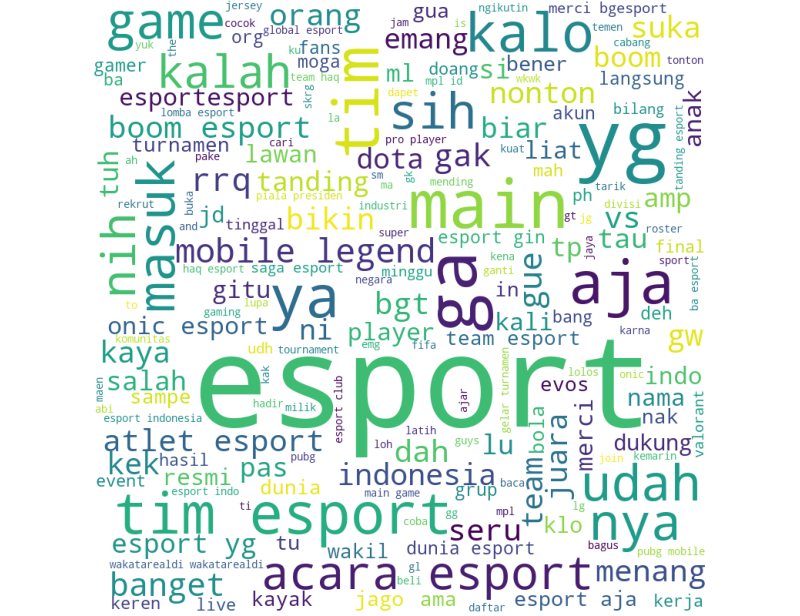 jersey
ngikutin
merci bgesport
game
cocok
orang
gua
jam
is
temen
suka
yuk
the
org
global esport
emang
kalo
cabang
gamer
kalah
moga
fans
ku
tim
ml
doang
si
bener
boom
tonton
ba
team haq
mpl id
wkwk
langsung
esportesport
skrg
dapet
nonton
anak
lomba esport
la
sih
yg
akun
bilang
boom esport
pro player
biar
tanding esport
turnamen
cari
kuat
liat
tuh
ah
pake
lawan
dota
gak
mah
rrq
tanding
sm
gk
mending
ph
tarik
amp
nih
masuk
piala presiden
ma
main
rekrut
jd
bikin
industri
gt
jg
divisi
vs
and
buka
tinggal
super
esport gin
tp
tau
roster
final
mobile legend
ga
gue
jaya
sport
haq esport
saga esport
minggu
kena
ganti
aja
ba esport
gitu
negara
ya
bgt
in
deh
to
gaming
lupa
kali
bang
karna
onic esport
ni
player
team esport
gw
komunitas
udh
tournament
emg
fifa
lolos
onic
kaya
esport
gelar turnamen
maen
salah
kak
ajar
evos
indo
abi
sampe
hadir
milik
esport club
nama
esport indonesia
latih
merci
nak
valorant
atlet esport
loh
dah
guys
lu
bola
juara
dukung
kek
hasil
pas
pubg
team
join
kemarin
event
resmi
dunia
indonesia
baca
udah
esport indo
main game
grup
tim esport
ti
coba
gg
mpl
seru
lg
klo
nya
bagus
esport yg
tu
wakil
dunia esport
pubg mobile
wakatarealdi wakatarealdi
gl
banget
acara esport
menang
beli
keren
live
kayak
jago
ama
daftar
esport aja
kerja